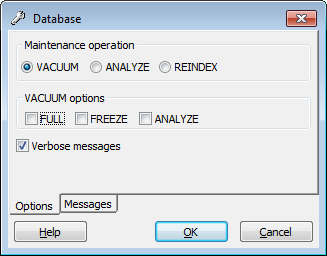 Database
Maintenance operation
VACUUM ANALYZE REINDEX
VACUUM options
FULL FREEZE ANALYZE
Verbose messages
Options Messages
Help OK Cancel